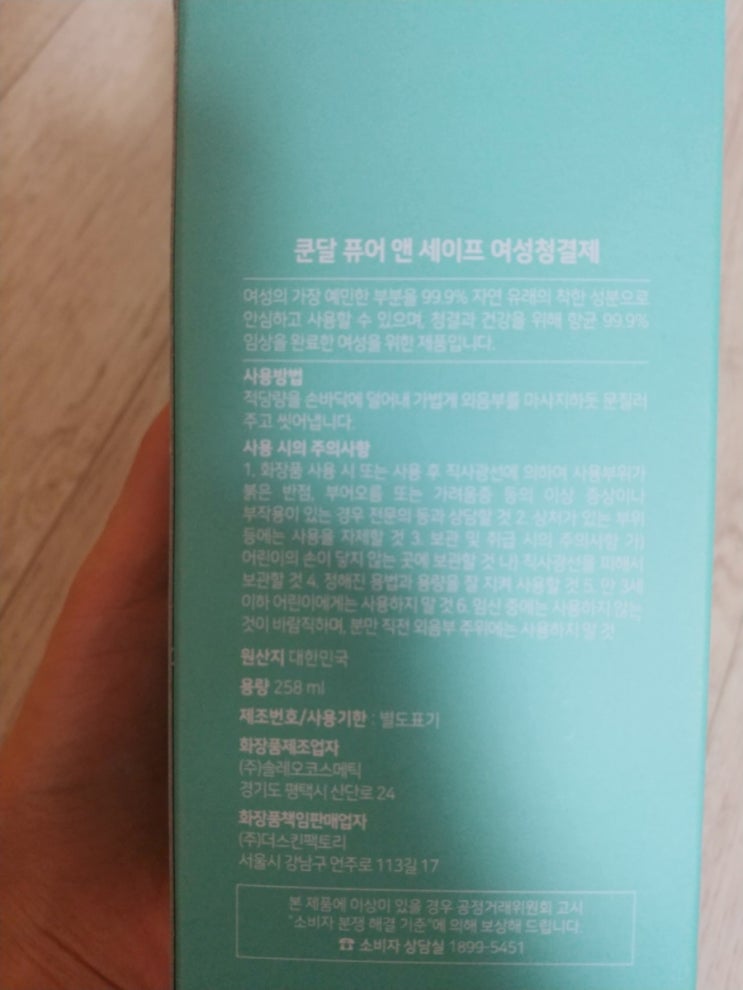 쿤달 퓨어 앤 세이프 여성청결제
여성의 가장 예민한 부분을 99.9% 자연 유래의 착한 성분으로
안심하고 사용할 수 있으며, 청결과 건강을 위해 항균 99.9%
임상을 완료한 여성을 위한 제품입니다.
사용방법
적당량을 손바닥에 덜어내 가볍게 외음부를 마사지하듯 문질러
주고 씻어냅니다.
사용 시의 주의사항
1. 화장품 사용 시 또는 사용 후 직사광선에 의하여 사용부위가
붉은 반점, 부어오름 또는 가려움증 등의 이상 증상이나
부작용이 있는 경우 전문의 등과 상담할 것 2. 상처가 있는 부위
등에는 사용을 자제할 것 3. 보관 및 취급 시의 주의사항 가)
어린이의 손이 닿지 않는 곳에 보관할 것 나) 직사광선을 피해서
보관할 것 4. 정해진 용법과 용량을 잘 지켜 사용할 것 5. 만 3세
이하 어린이에게는 사용하지 말 것 6. 임신 중에는 사용하지 않는
것이 바람직하며, 분만 직전 외음부 주위에는 사용하지 말 것
원산지 대한민국
용량 258 ml
제조번호/사용기한 : 별도표기
화장품제조업자
(주)솔레오코스메틱
경기도 평택시 산단로 24
화장품책임판매업자
(주)더스킨팩토리
서울시 강남구 언주로 113길 17
본 제품에 이상이 있을 경우 공정거래위원회 고시
"소비자 분쟁 해결 기준"에 의해 보상해 드립니다.
☎ 소비자 상담실 1899-5451